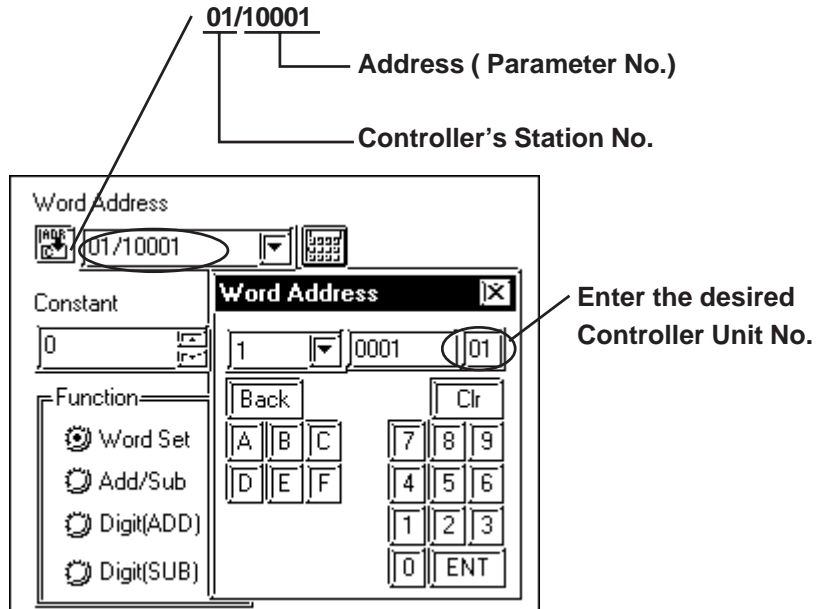 01/10001
Address ( Parameter No.)
Controller's Station No.
Word Address
01/10001
Constant
0
Word Address
1 0001 01
Enter the desired
Controller Unit No.
Function
Word Set
Add/Sub
Digit(ADD)
Digit(SUB)
Back Clr
A B C 7 8 9
D E F 4 5 6
1 2 3
0 ENT